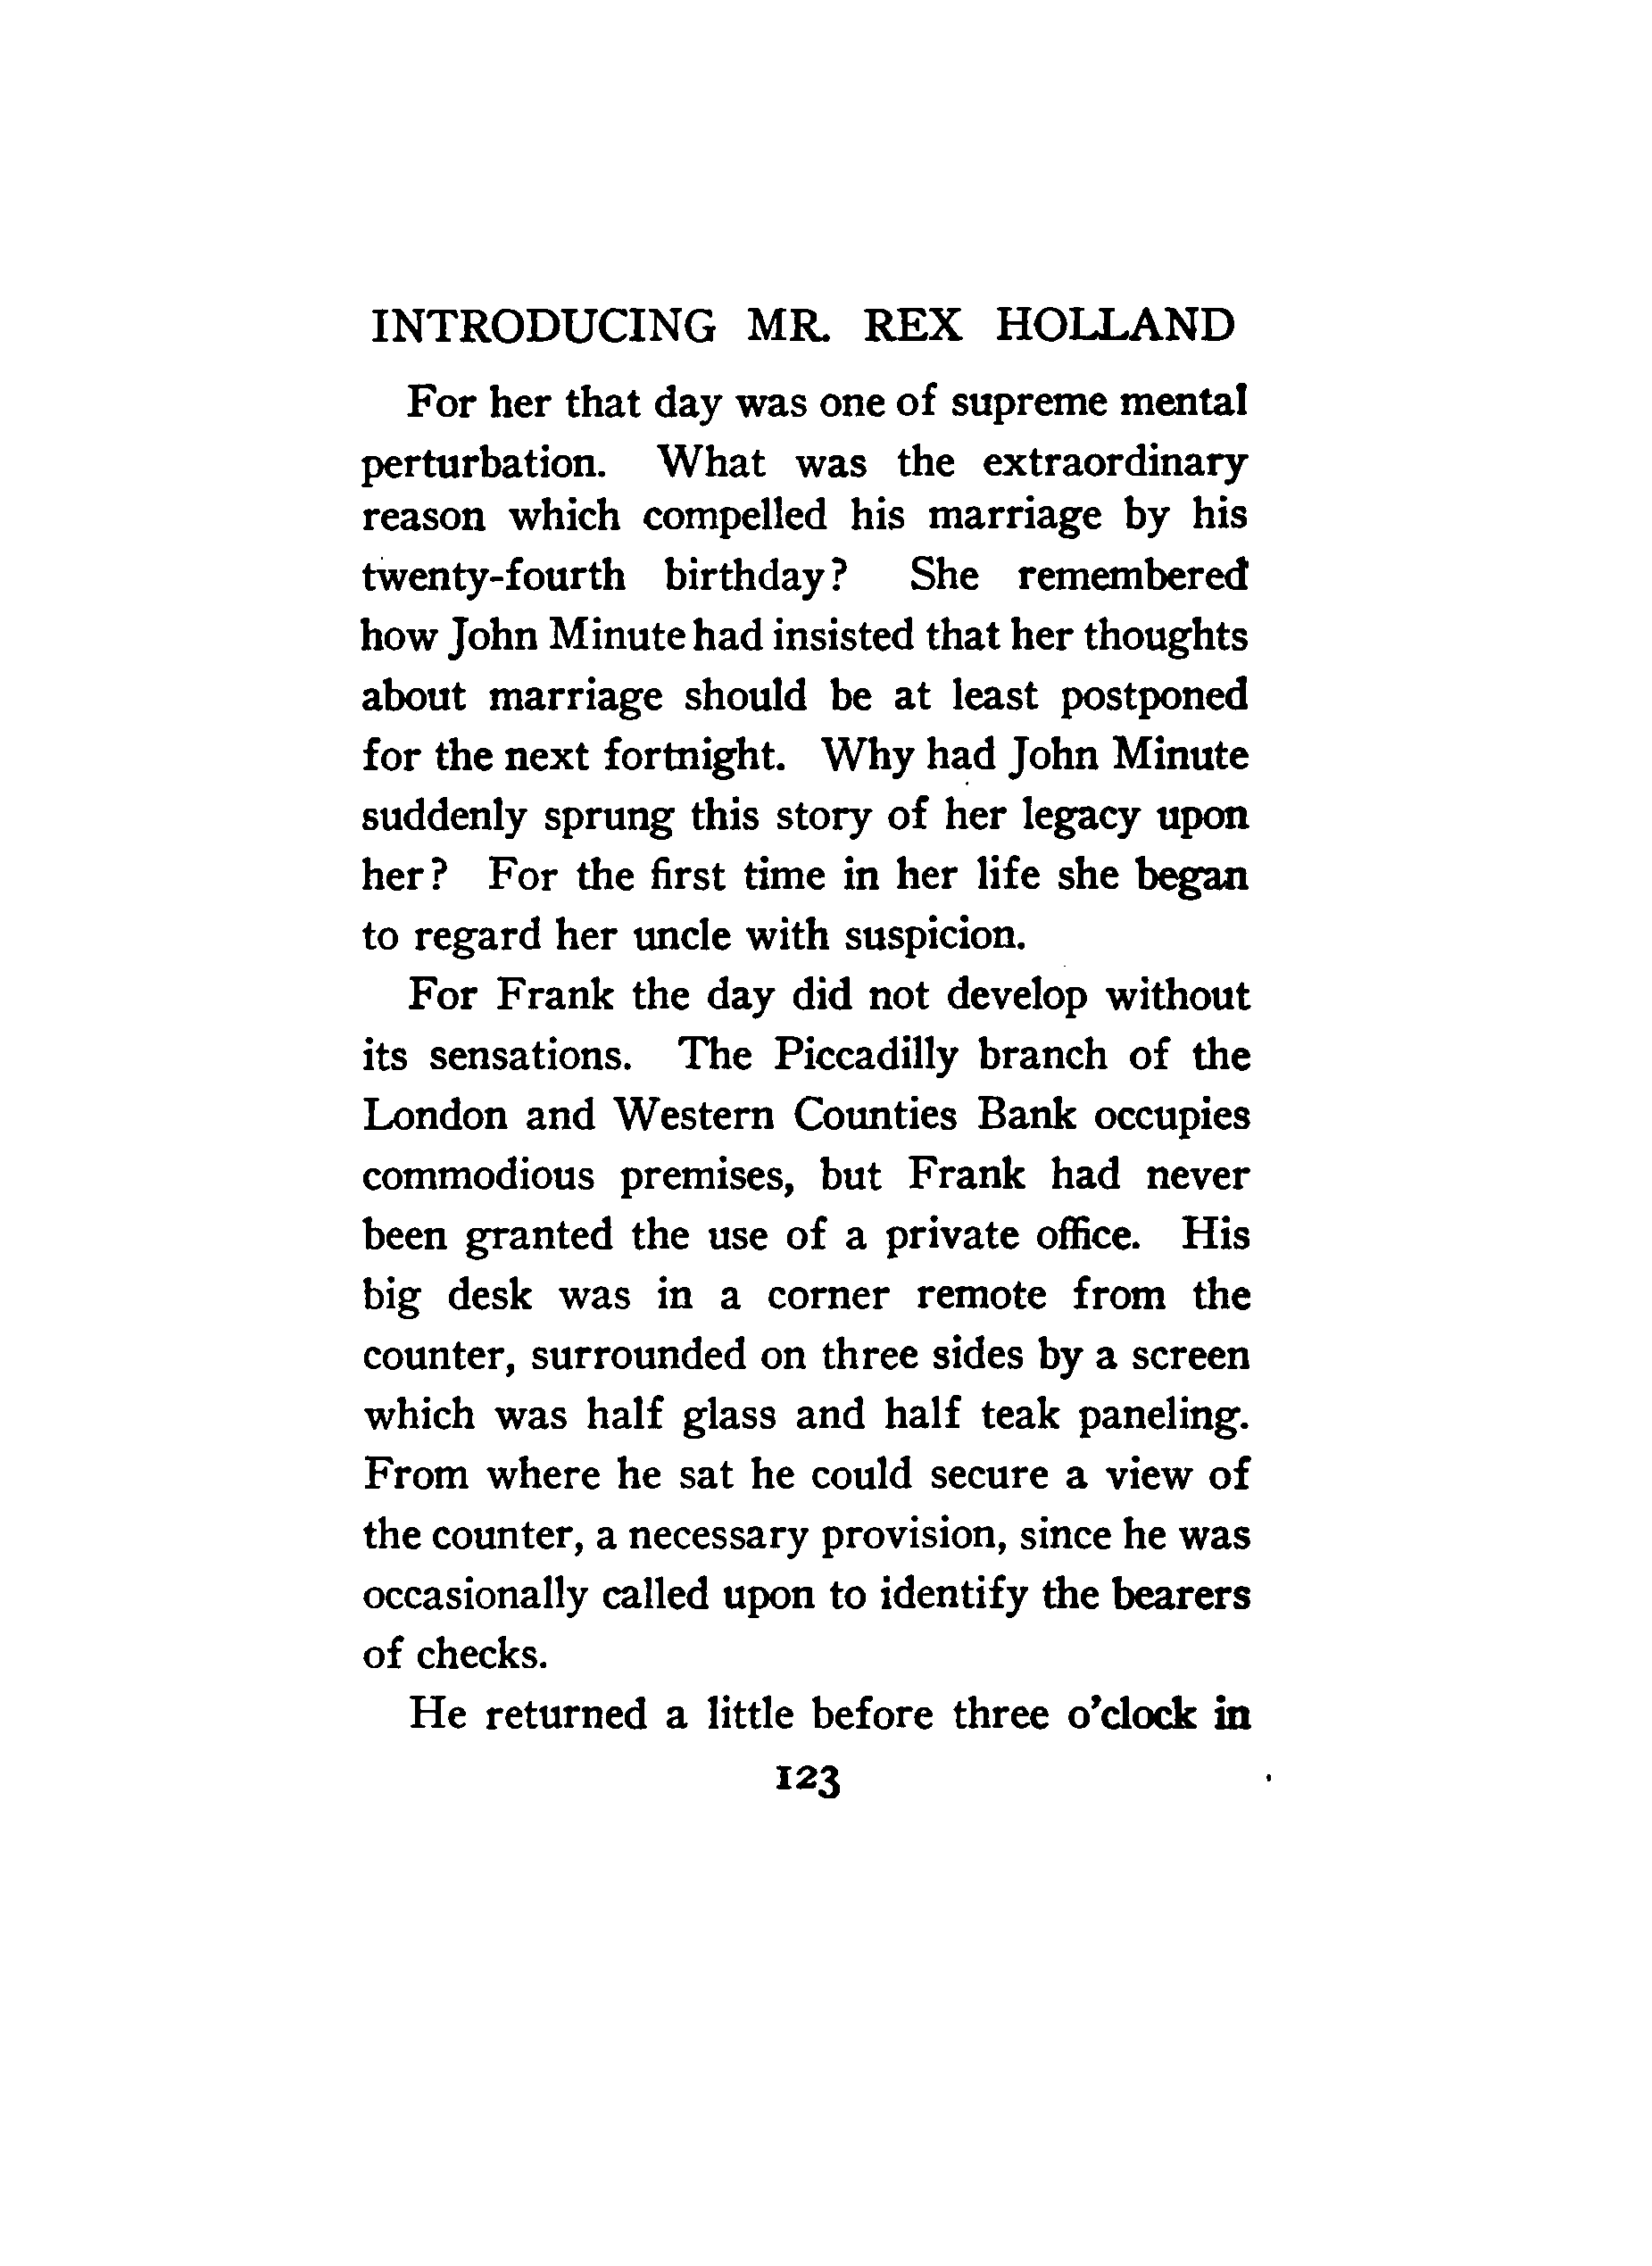 INTRODUCING MR. REX HOLLAND
For her that day was one of supreme mental
perturbation. What was the extraordinary
reason which compelled his marriage by his
twenty-fourth birthday? She remembered
how John Minute had insisted that her thoughts
about marriage should be at least postponed
for the next fortnight. Why had John Minute
suddenly sprung this story of her legacy upon
her? For the first time in her life she began
to regard her uncle with suspicion.
For Frank the day did not develop without
its sensations. The Piccadilly branch of the
London and Western Counties Bank occupies
commodious premises, but Frank had never
been granted the use of a private office. His
big desk was in a corner remote from the
counter, surrounded on three sides by a screen
which was half glass and half teak paneling.
From where he sat he could secure a view of
the counter, a necessary provision, since he was
occasionally called upon to identify the bearers
of checks.
He returned a little before three o'clock in
123